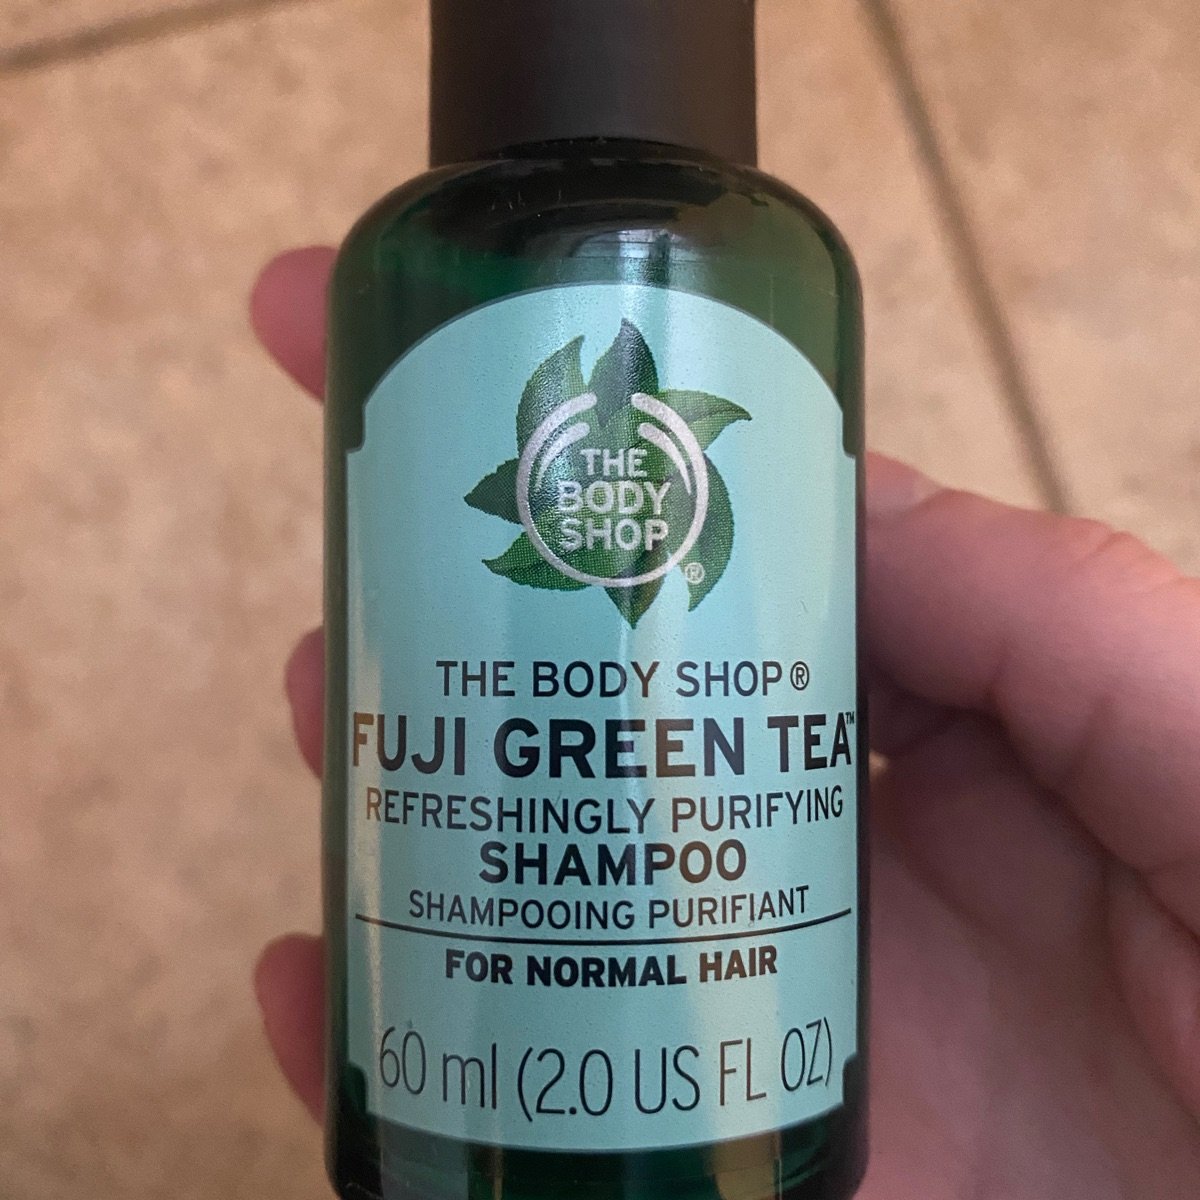 THE
BODY
SHOP
®
THE BODY SHOP®
FUJI GREEN TEA™
REFRESHINGLY PURIFYING
SHAMPOO
SHAMPOOING PURIFIANT
FOR NORMAL HAIR
60 ml (2.0 US FL OZ)